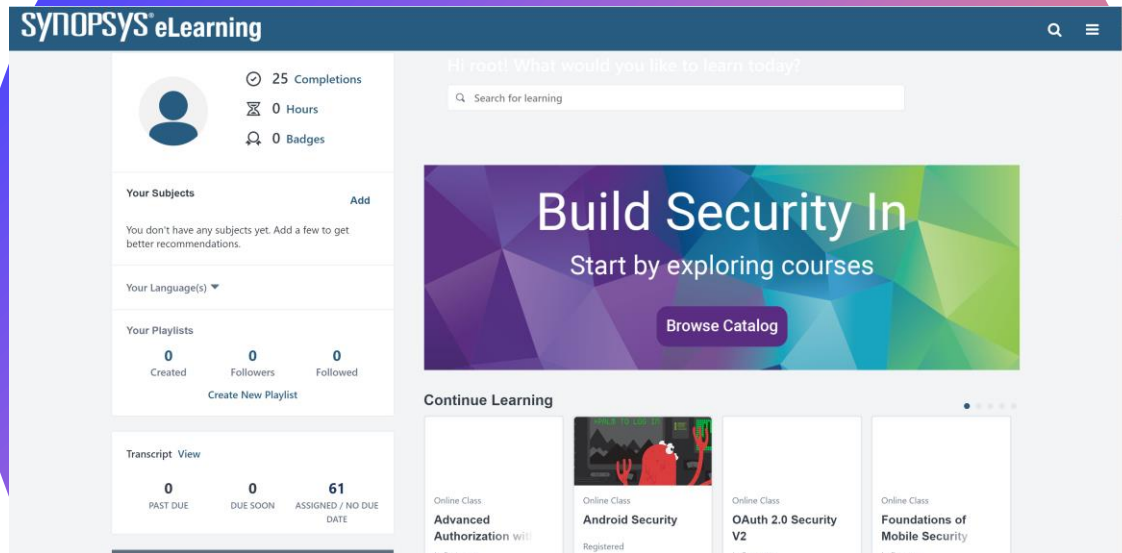 SYNOPSYS® eLearning
25 Completions
0 Hours
0 Badges
Your Subjects
Add
You don't have any subjects yet. Add a few to get
better recommendations.
Your Language(s)
Your Playlists
0 0 0
Created Followers Followed
Create New Playlist
Transcript View
0 0 61
PAST DUE DUE SOON ASSIGNED / NO DUE
DATE
Hi root! What would you like to learn today?
Search for learning
Build Security In
Start by exploring courses
Browse Catalog
Continue Learning
Online Class
Advanced
Authorization with
TO LOG IN
Online Class
Android Security
Registered
Online Class
OAuth 2.0 Security
V2
Online Class
Foundations of
Mobile Security